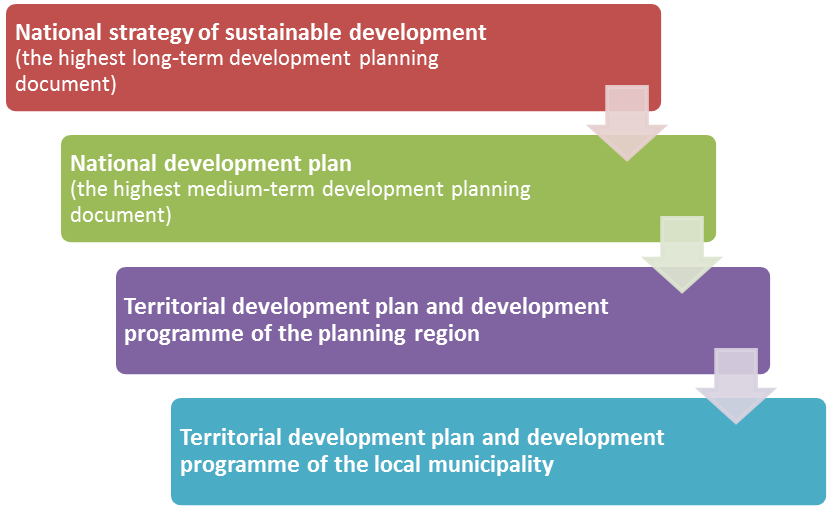 National strategy of sustainable development
(the highest long-term development planning
document)
National development plan
(the highest medium-term development planning
document)
Territorial development plan and development
programme of the planning region
Territorial development plan and development
programme of the local municipality